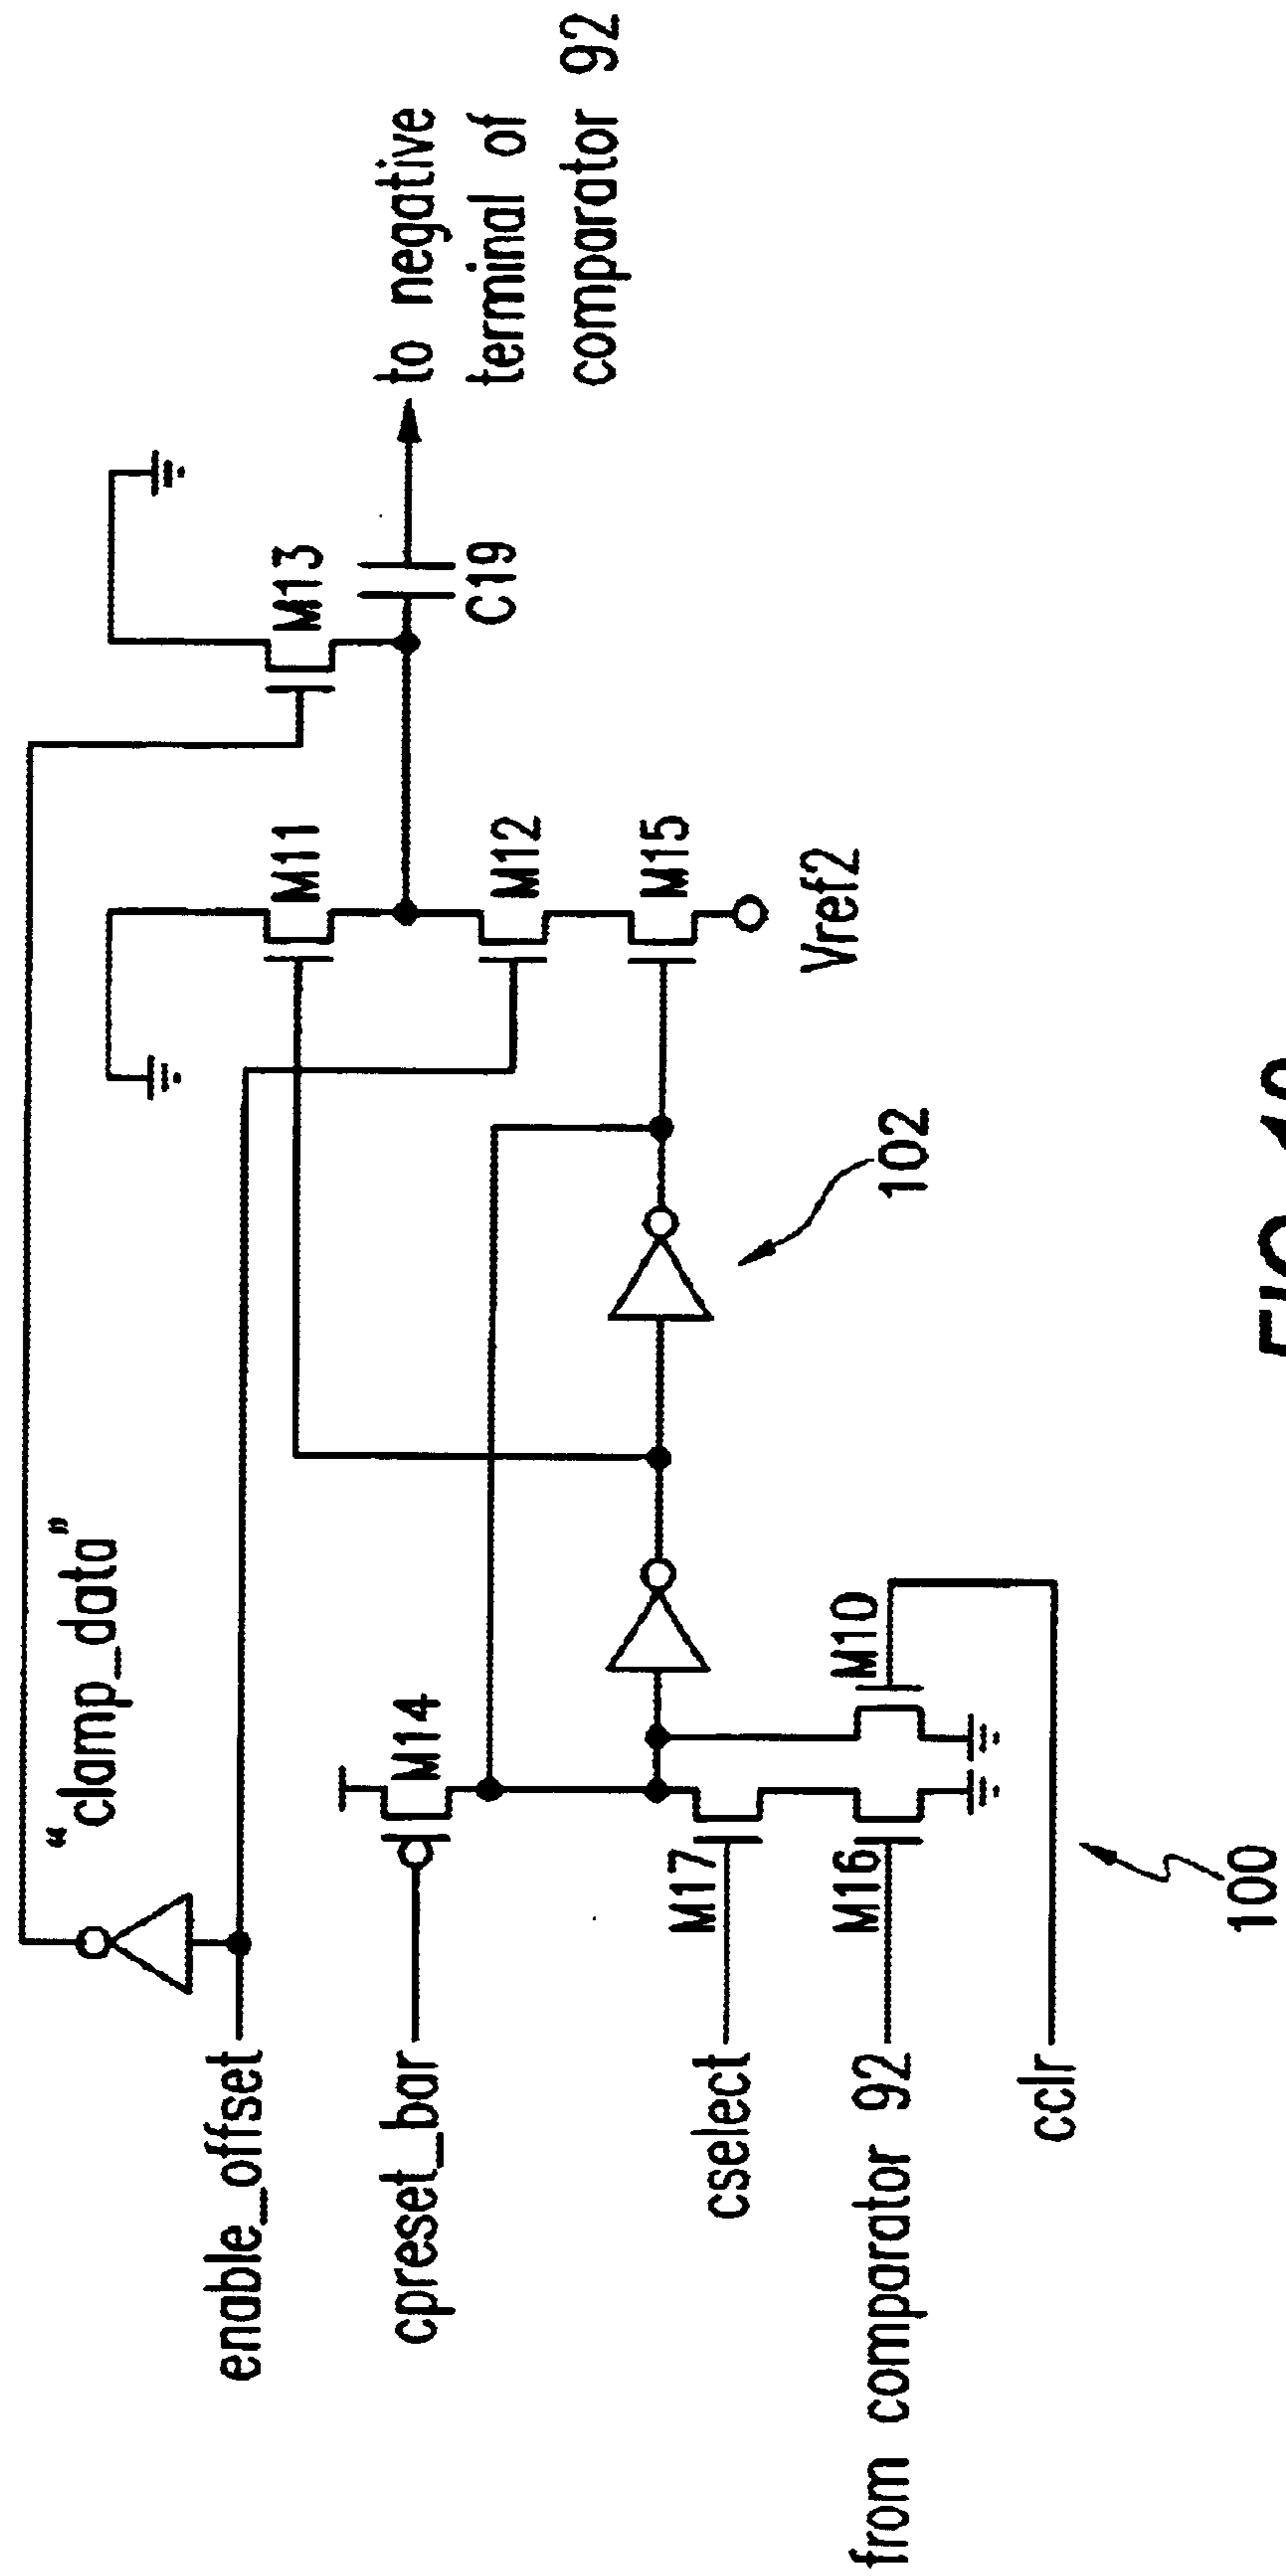 "clamp_data"
enable_offset
cpreset_bar
cselect
from comparator 92
cclr
M14
M17
M16
M10
100
102
M11
M12
M15
Vref2
M13
C19
to negative
terminal of
comparator 92